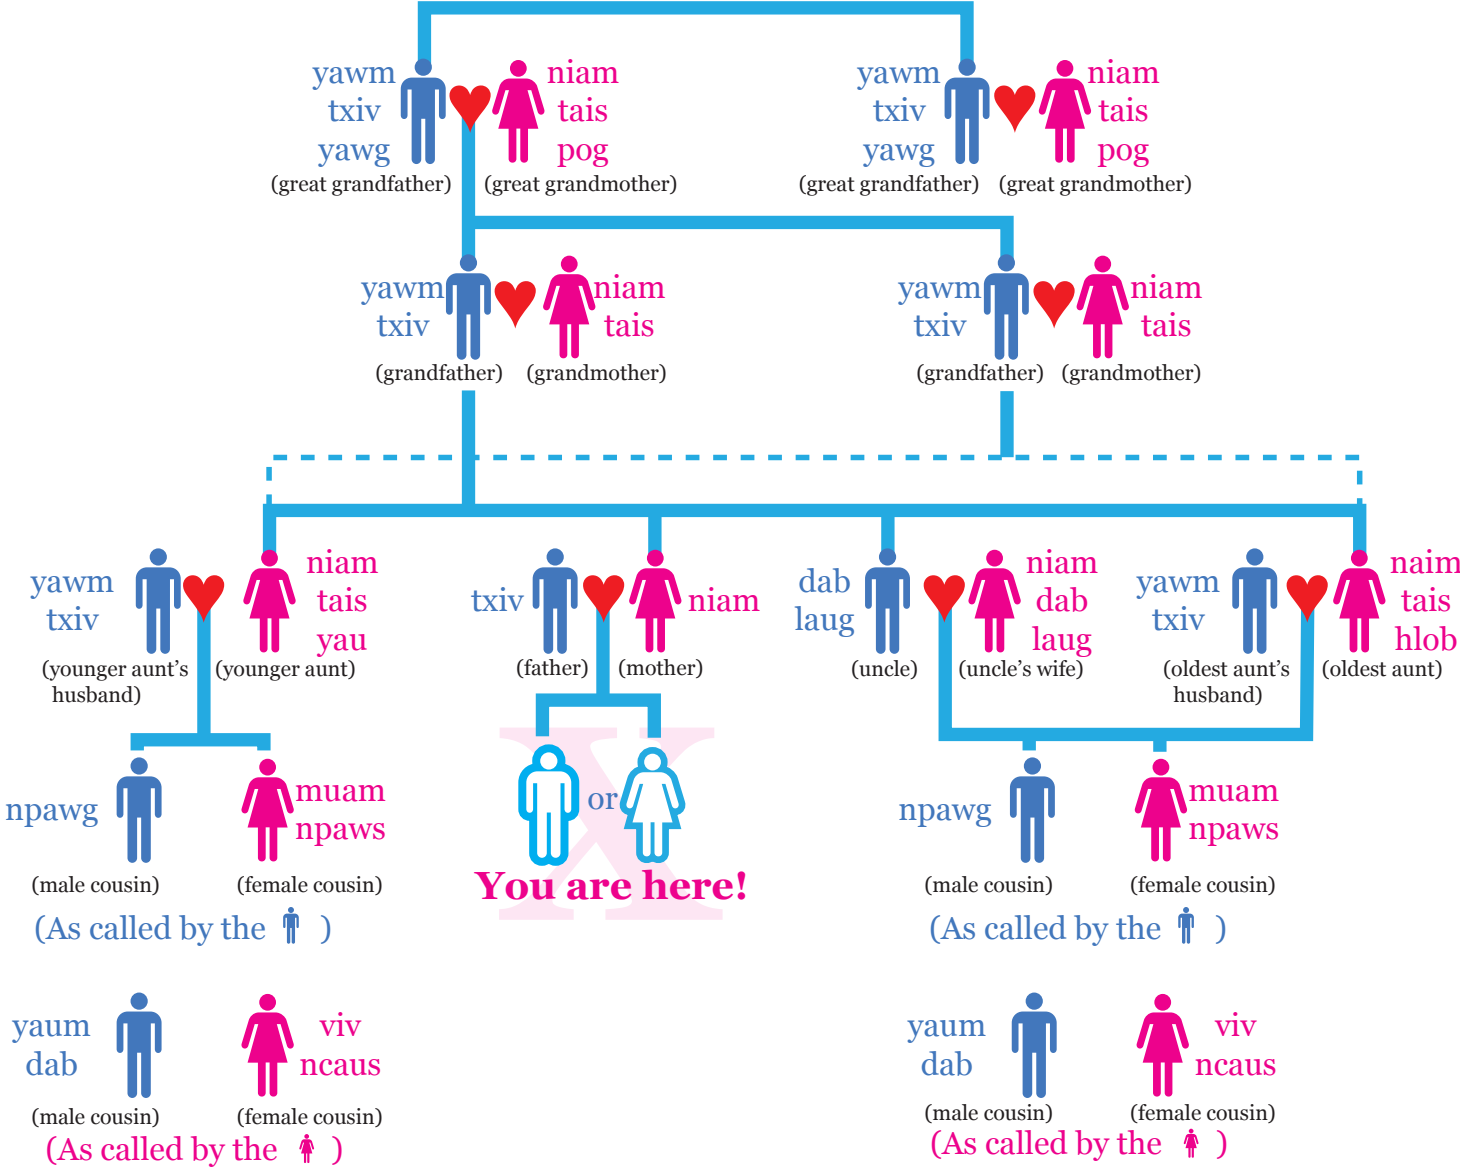 yawm
txiv
yawg
niam
tais
pog
yawm
txiv
yawg
niam
tais
pog
(great grandfather)
(great grandmother)
(great grandfather)
(great grandmother)
yawm
txiv
niam
tais
yawm
txiv
niam
tais
(grandfather)
(grandmother)
(grandfather)
(grandmother)
yawm
txiv
niam
tais
yau
txiv
niam
dab
laug
niam
dab
laug
yawm
txiv
naim
tais
hlob
(younger aunt's
husband)
(younger aunt)
(father)
(mother)
(uncle)
(uncle's wife)
(oldest aunt's
husband)
(oldest aunt)
npawg
muam
npaws
X
or
You are here!
npawg
muam
npaws
(male cousin)
(female cousin)
(male cousin)
(female cousin)
(As called by the )
(As called by the )
yaum
dab
viv
ncaus
yaum
dab
viv
ncaus
(male cousin)
(female cousin)
(male cousin)
(female cousin)
(As called by the )
(As called by the )